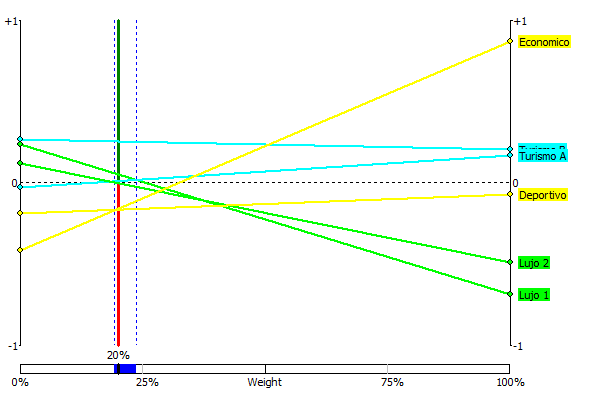 +1
+1
Economico
Turismo B
Turismo A
0
0
Deportivo
Lujo 2
Lujo 1
-1
-1
20%
0%
25%
Weight
75%
100%